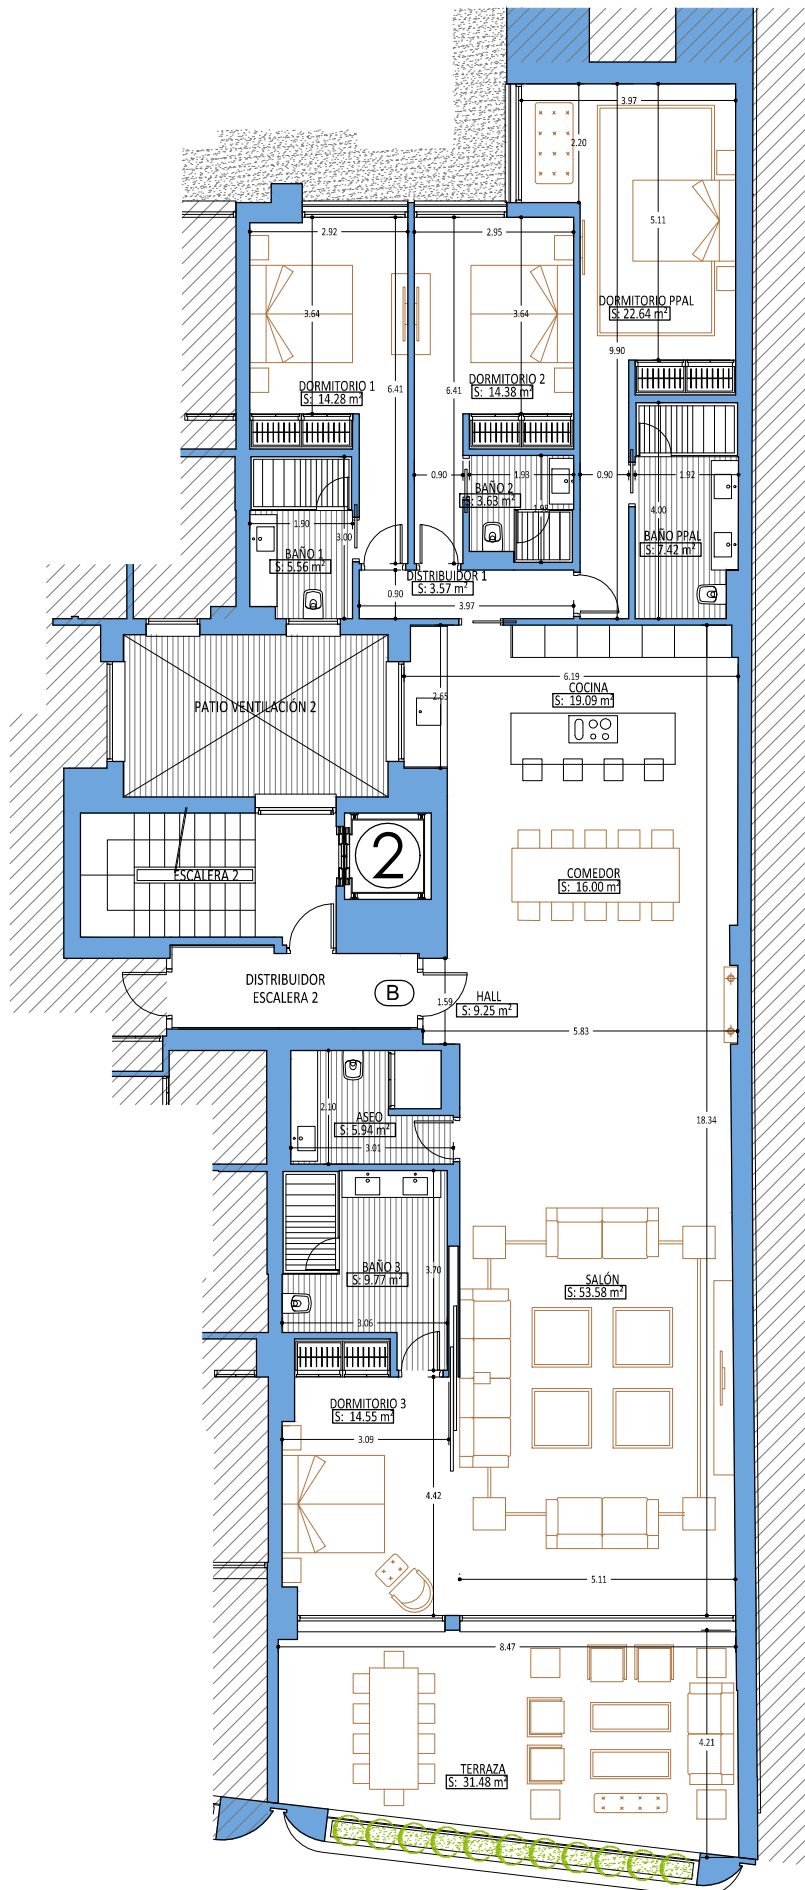 3.97
2.20
5.11
DORMITORIO PPAL
S: 22.64 m²
2.92
2.95
3.64
3.64
9.90
DORMITORIO 1
S: 14.28 m²
DORMITORIO 2
S: 14.38 m²
6.41
6.41
0.90
1.93
0.90
1.92
BAÑO 2
S: 3.63 m²
1.98
4.00
1.90
3.00
BAÑO 1
S: 5.56 m²
BAÑO PPAL
S: 7.42 m²
DISTRIBUIDOR 1
S: 3.57 m²
0.90
3.97
6.19
2.65
COCINA
S: 19.09 m²
PATIO VENTILACIÓN 2
2
ESCALERA 2
COMEDOR
S: 16.00 m²
DISTRIBUIDOR
ESCALERA 2
B
1.59
HALL
S: 9.25 m²
5.83
2.10
ASEO
S: 5.94 m²
3.01
18.34
BAÑO 3
S: 9.77 m²
3.70
3.06
SALÓN
S: 53.58 m²
DORMITORIO 3
S: 14.55 m²
3.09
4.42
5.11
8.47
4.21
TERRAZA
S: 31.48 m²